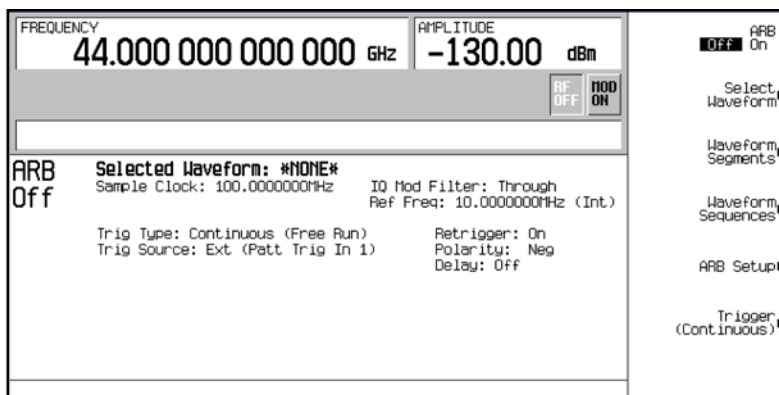 FREQUENCY
44.000 000 000 000 GHz
AMPLITUDE
-130.00 dBm
RF OFF
MOD ON
ARB Off
Selected Waveform: *NONE*
Sample Clock: 100.0000000MHz
IQ Mod Filter: Through
Ref Freq: 10.0000000MHz (Int)
Trig Type: Continuous (Free Run)
Retrigger: On
Trig Source: Ext (Patt Trig In 1)
Polarity: Neg
Delay: Off
ARB
Off On
Select
Waveform
Waveform
Segments
Waveform
Sequences
ARB Setup
Trigger
(Continuous)